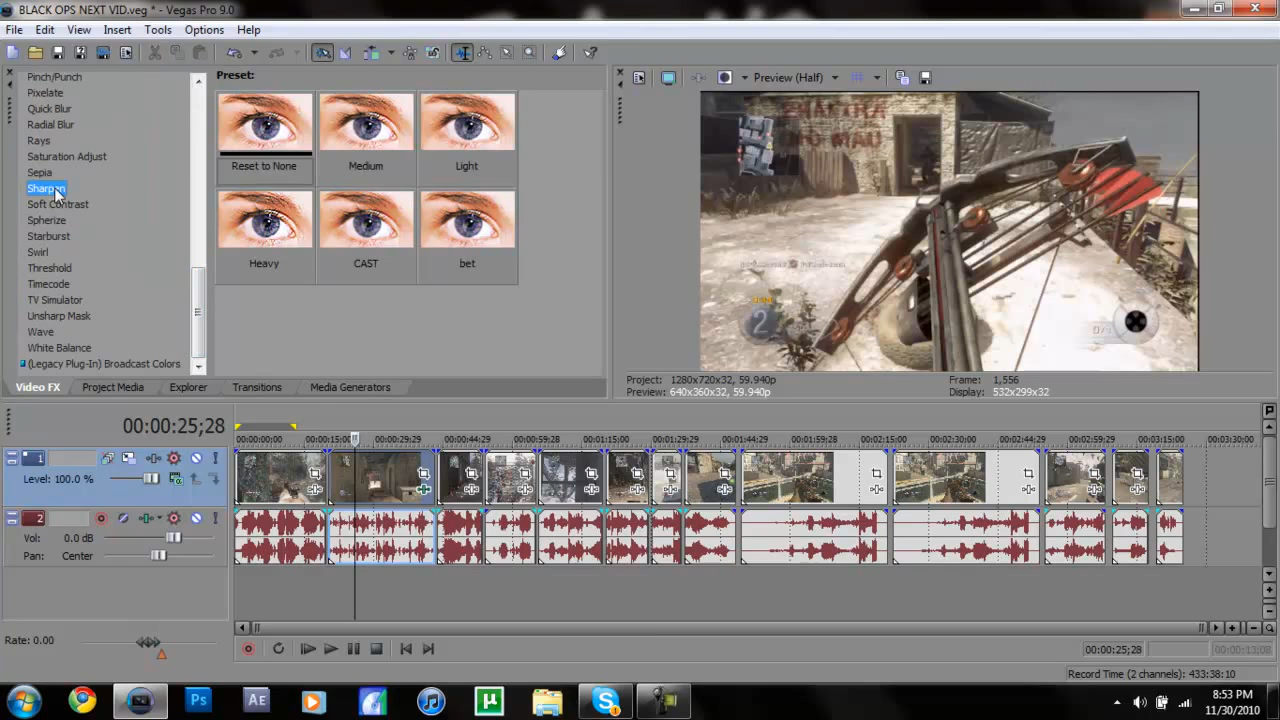 BLACK OPS NEXT VID.veg * - Vegas Pro 9.0
File Edit View Insert Tools Options Help
Pinch/Punch
Pixelate
Quick Blur
Radial Blur
Rays
Saturation Adjust
Sepia
Sharpen
Soft Contrast
Spherize
Starburst
Swirl
Threshold
Timecode
TV Simulator
Unsharp Mask
Wave
White Balance
(Legacy Plug-In) Broadcast Colors
Preset:
Reset to None Medium Light
Heavy CAST bet
Preview (Half)
2
Project: 1280x720x32, 59.940p
Preview: 640x360x32, 59.940p
Frame: 1,556
Display: 532x299x32
Video FX Project Media Explorer Transitions Media Generators
00:00:25;28
00:00:00;00 00:00:15;00 00:00:29;29 00:00:44;29 00:00:59;28 00:01:15;00 00:01:29;29 00:01:44;29 00:01:59;28 00:02:15;00 00:02:30;00 00:02:44;29 00:02:59;28 00:03:15;00 00:03:30;00
1
Level: 100.0 %
2
Vol: 0.0 dB
Pan: Center
Rate: 0.00
00:00:25;28 00:00:13;08
Record Time (2 channels): 433:38:10
Ps AE µ S
8:53 PM
11/30/2010